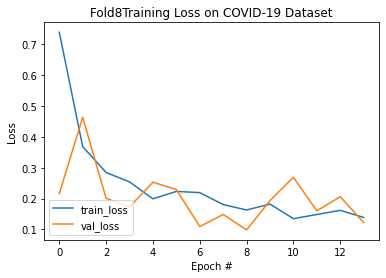 Fold8Training Loss on COVID-19 Dataset
0.7
0.6
0.5
0.4
0.3
0.2
0.1
Loss
train_loss
val_loss
0 2 4 6 8 10 12
Epoch #